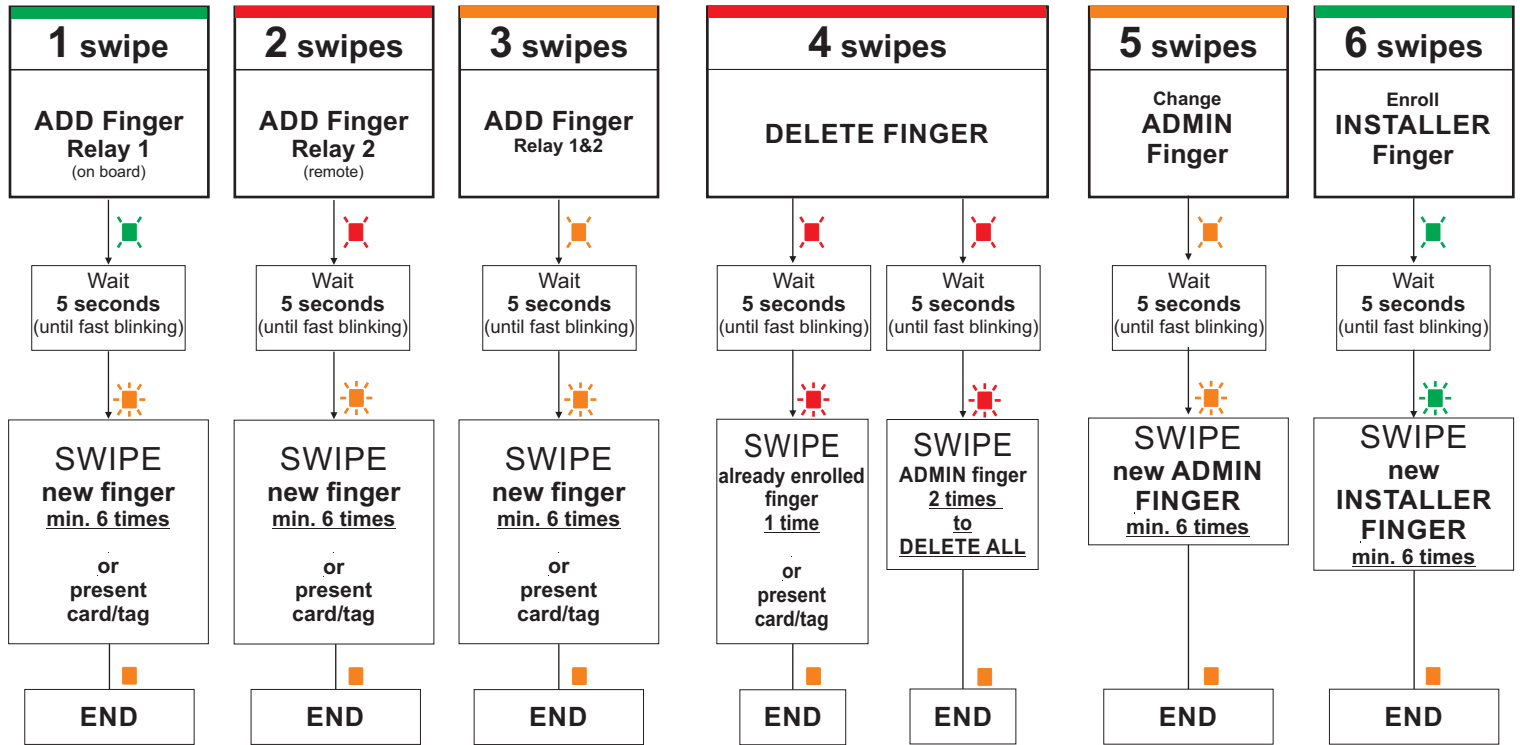 1 swipe
ADD Finger
Relay 1
(on board)
Wait
5 seconds
(until fast blinking)
SWIPE
new finger
min. 6 times
or
present
card/tag
END
2 swipes
ADD Finger
Relay 2
(remote)
Wait
5 seconds
(until fast blinking)
SWIPE
new finger
min. 6 times
or
present
card/tag
END
3 swipes
ADD Finger
Relay 1&2
Wait
5 seconds
(until fast blinking)
SWIPE
new finger
min. 6 times
or
present
card/tag
END
4 swipes
DELETE FINGER
Wait
5 seconds
(until fast blinking)
SWIPE
already enrolled
finger
1 time
or
present
card/tag
END
Wait
5 seconds
(until fast blinking)
SWIPE
ADMIN finger
2 times
to
DELETE ALL
END
5 swipes
Change
ADMIN
Finger
Wait
5 seconds
(until fast blinking)
SWIPE
new ADMIN
FINGER
min. 6 times
END
6 swipes
Enroll
INSTALLER
Finger
Wait
5 seconds
(until fast blinking)
SWIPE
new
INSTALLER
FINGER
min. 6 times
END